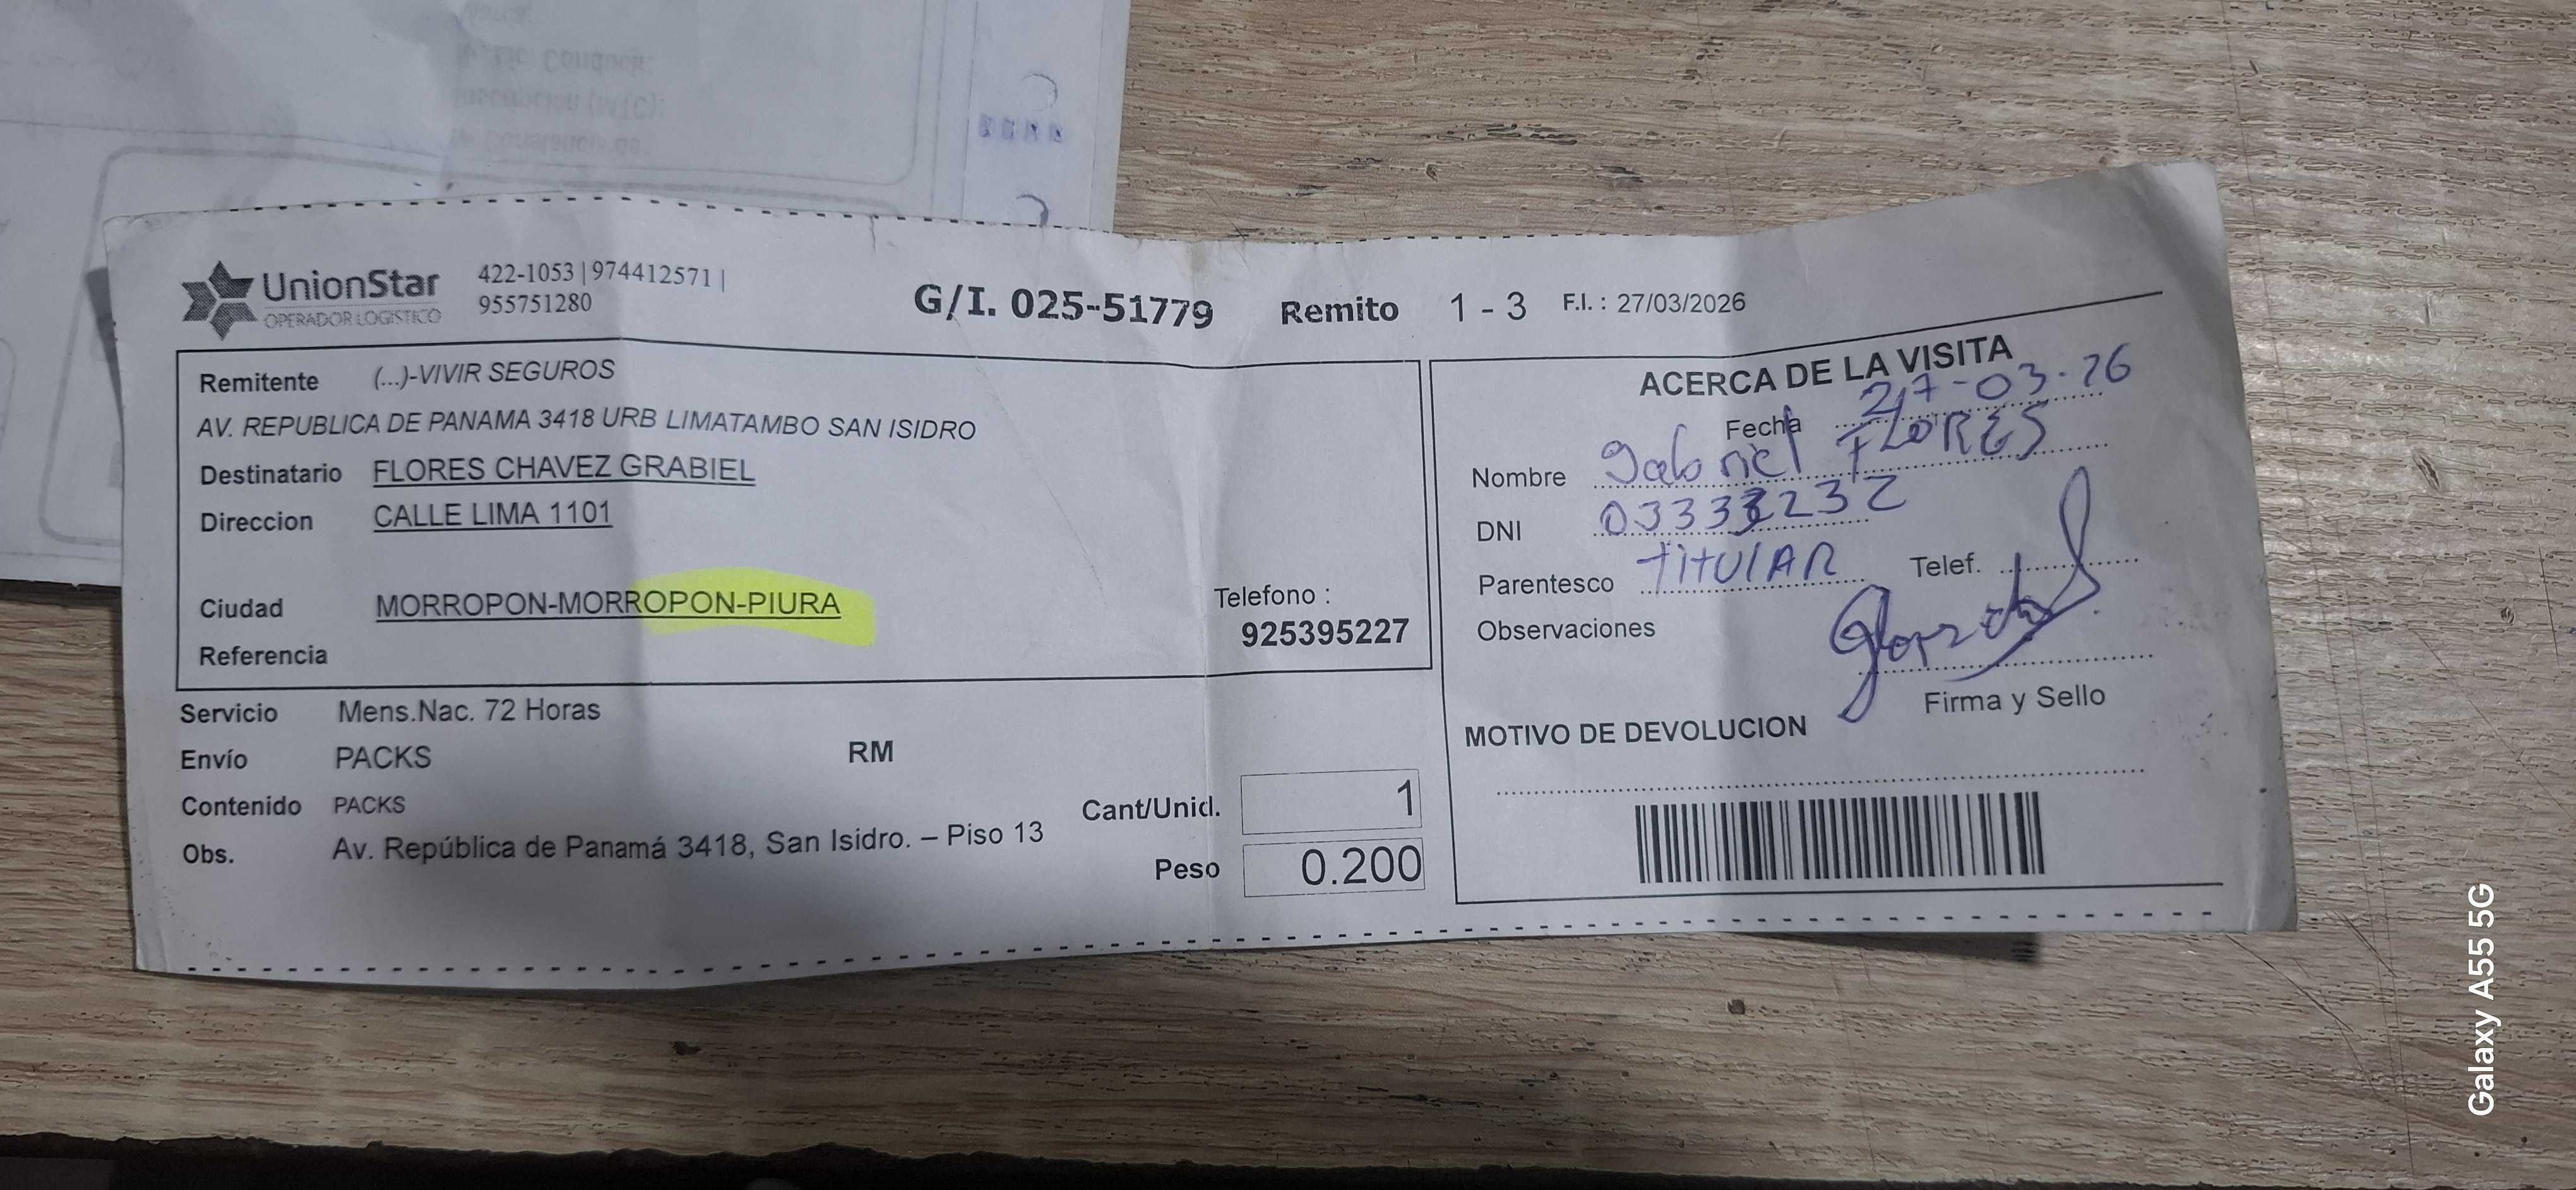 UnionStar
OPERADOR LOGISTICO
422-1053 | 974412571 |
955751280
G/I. 025-51779 Remito 1 - 3 F.I. : 27/03/2026
Remitente (...)-VIVIR SEGUROS
AV. REPUBLICA DE PANAMA 3418 URB LIMATAMBO SAN ISIDRO
Destinatario FLORES CHAVEZ GRABIEL
Direccion CALLE LIMA 1101
Ciudad MORROPON-MORROPON-PIURA
Telefono :
925395227
Referencia
Servicio Mens.Nac. 72 Horas
Envío PACKS RM
Contenido PACKS
Obs. Av. República de Panamá 3418, San Isidro. – Piso 13
Cant/Unid. 1
Peso 0.200
ACERCA DE LA VISITA
Fecha 27-03-26
Nombre Gabriel FLORES
DNI
Parentesco TITULAR Telef.
Observaciones
Firma y Sello
MOTIVO DE DEVOLUCION
Galaxy A55 5G